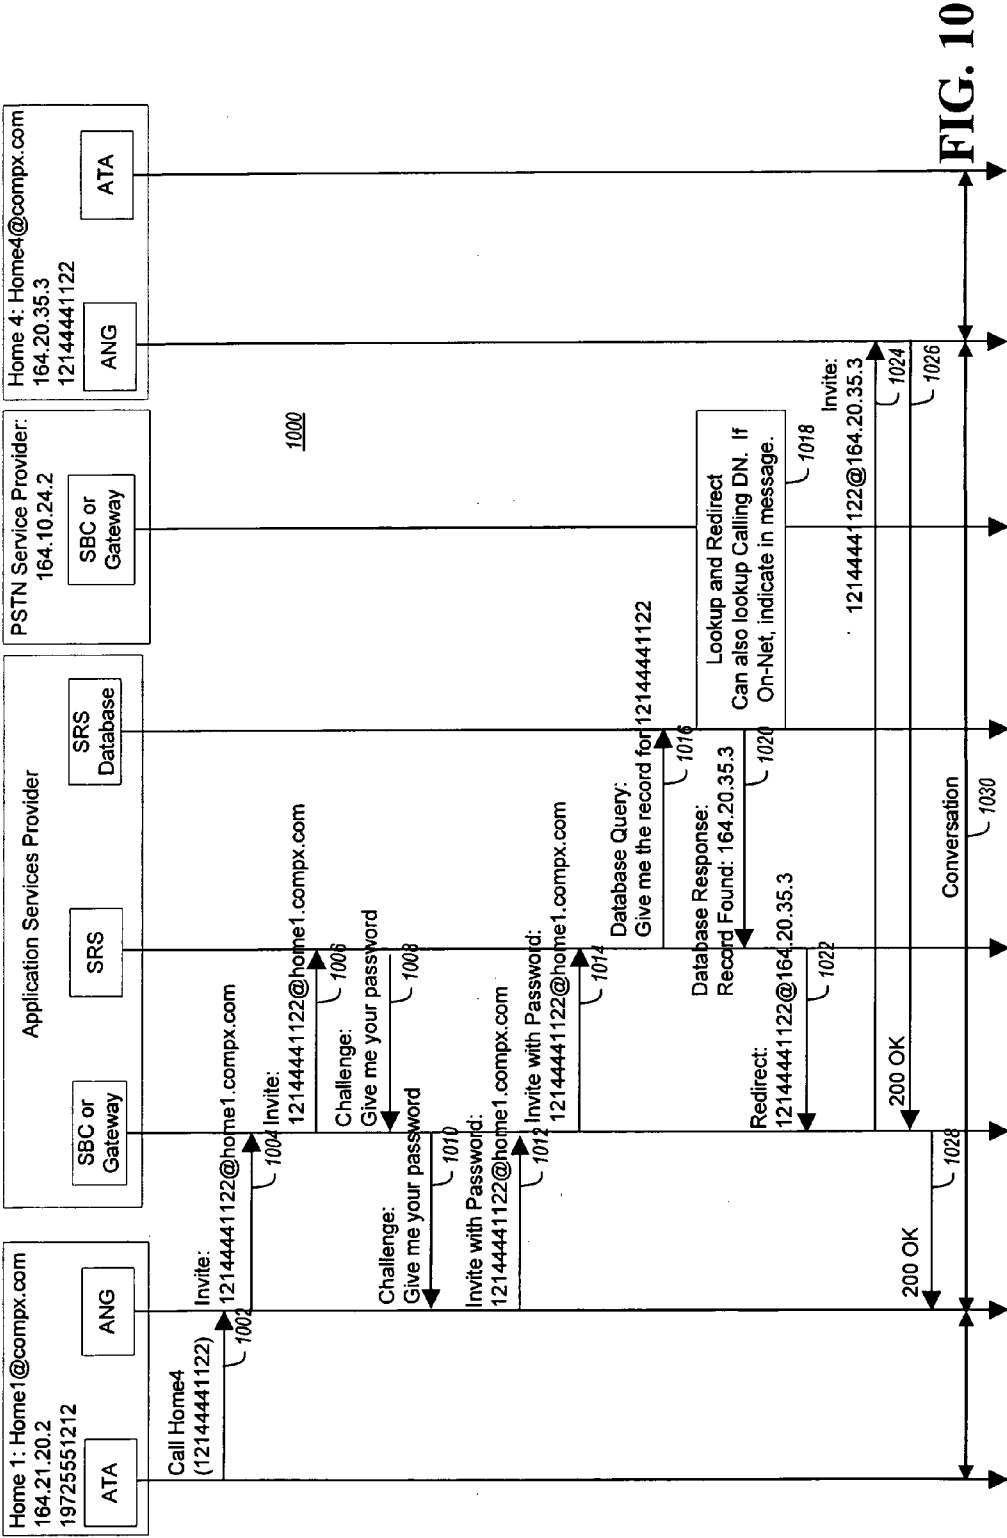 Home 1: Home1@compx.com
164.21.20.2
19725551212
ATA
ANG
Application Services Provider
SBC or
Gateway
SRS
SRS
Database
PSTN Service Provider:
164.10.24.2
SBC or
Gateway
Home 4: Home4@compx.com
164.20.35.3
12144441122
ANG
ATA
1000
Call Home4
(12144441122)
1002
Invite:
12144441122@home1.compx.com
1004
Invite:
12144441122@home1.compx.com
1006
Challenge:
Give me your password
1008
Challenge:
Give me your password
1010
Invite with Password:
12144441122@home1.compx.com
1012
Invite with Password:
12144441122@home1.compx.com
1014
Database Query:
Give me the record for 12144441122
1016
Lookup and Redirect
Can also lookup Calling DN. If
On-Net, indicate in message.
1018
Database Response:
Record Found: 164.20.35.3
1020
Redirect:
12144441122@164.20.35.3
1022
Invite:
12144441122@164.20.35.3
1024
200 OK
1026
200 OK
1028
Conversation
1030
FIG. 10